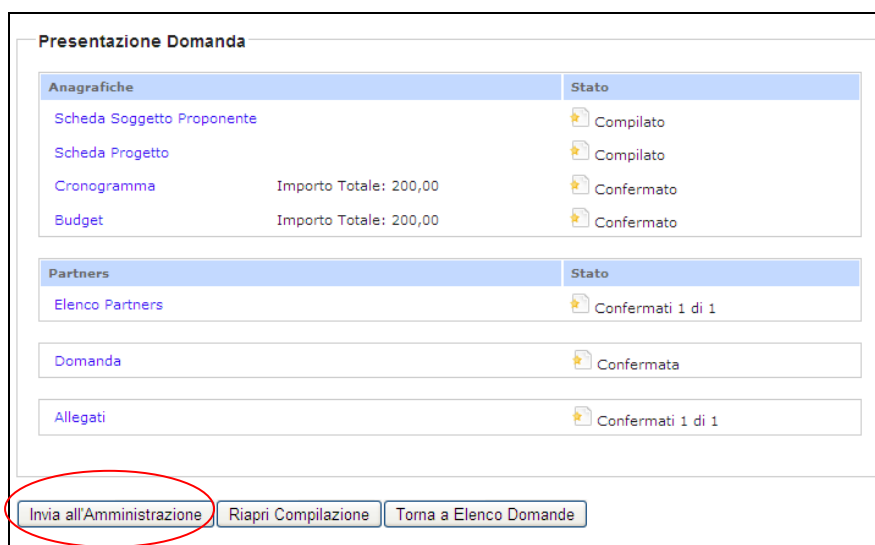 Presentazione Domanda
Anagrafiche Stato
Scheda Soggetto Proponente Compilato
Scheda Progetto Compilato
Cronogramma Importo Totale: 200,00 Confermato
Budget Importo Totale: 200,00 Confermato
Partners Stato
Elenco Partners Confermati 1 di 1
Domanda Confermata
Allegati Confermati 1 di 1
Invia all'Amministrazione Riapri Compilazione Torna a Elenco Domande